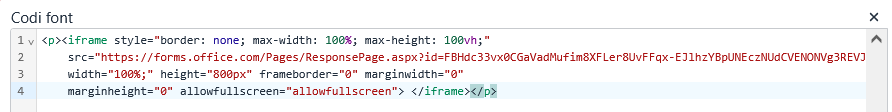 Codi font
1 <p><iframe style="border: none; max-width: 100%; max-height: 100vh;"
2 src="https://forms.office.com/Pages/ResponsePage.aspx?id=FBHdc33vx0CGaVadMufim8XFLer8UvFFqx-EJlhzYBpUNEczNUdCVENONVg3REVJ
3 width="100%;" height="800px" frameborder="0" marginwidth="0"
4 marginheight="0" allowfullscreen="allowfullscreen"> </iframe></p>